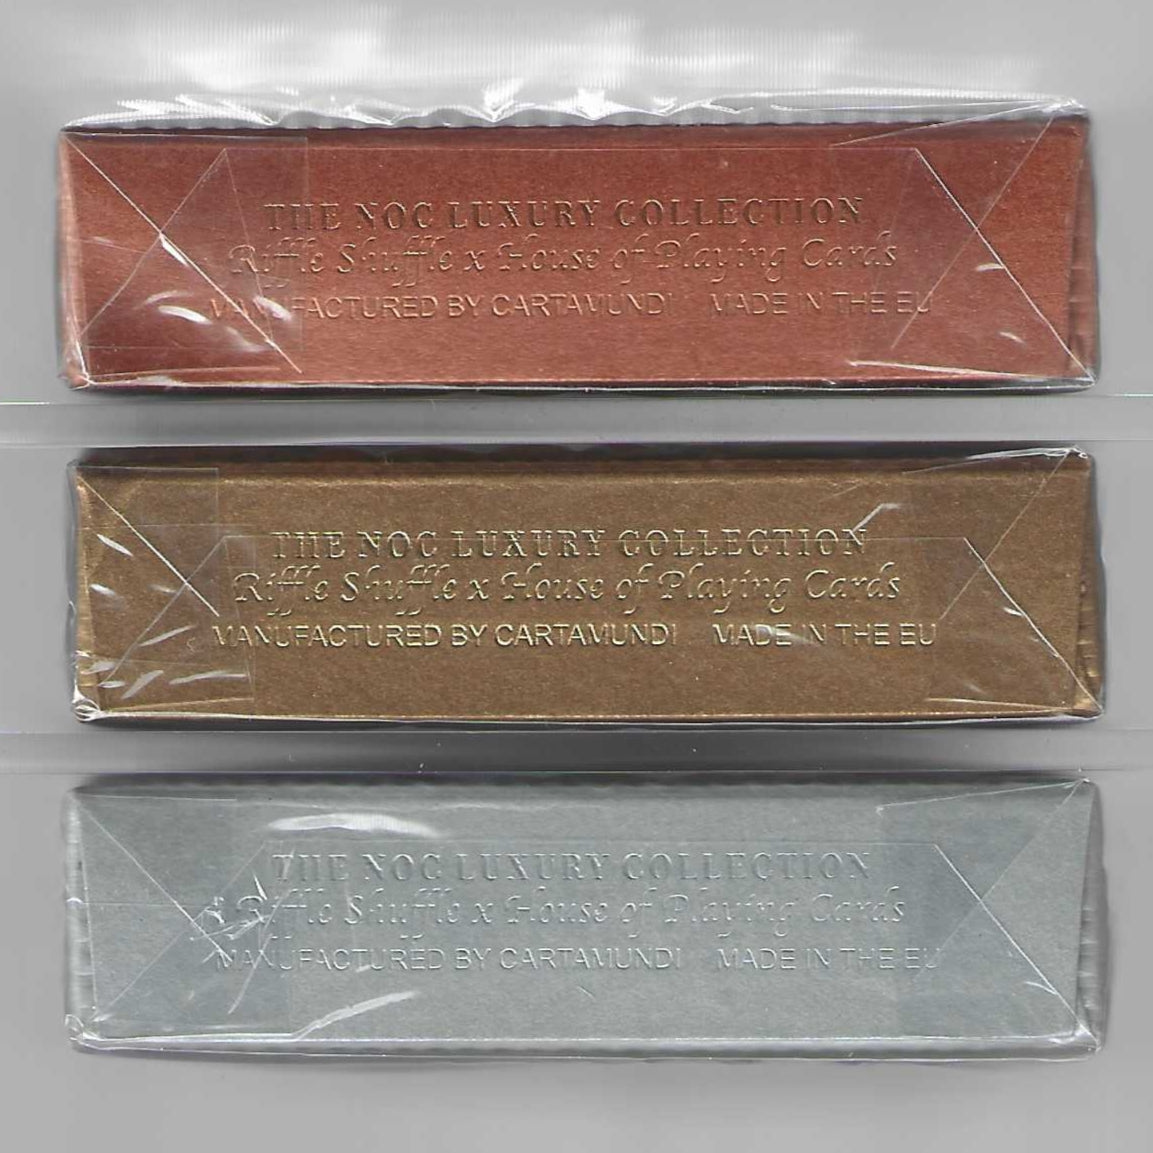 THE NOC LUXURY COLLECTION
Riffle Shuffle x House of Playing Cards
MANUFACTURED BY CARTAMUNDI MADE IN THE EU
THE NOC LUXURY COLLECTION
Riffle Shuffle x House of Playing Cards
MANUFACTURED BY CARTAMUNDI MADE IN THE EU
THE NOC LUXURY COLLECTION
Riffle Shuffle x House of Playing Cards
MANUFACTURED BY CARTAMUNDI MADE IN THE EU